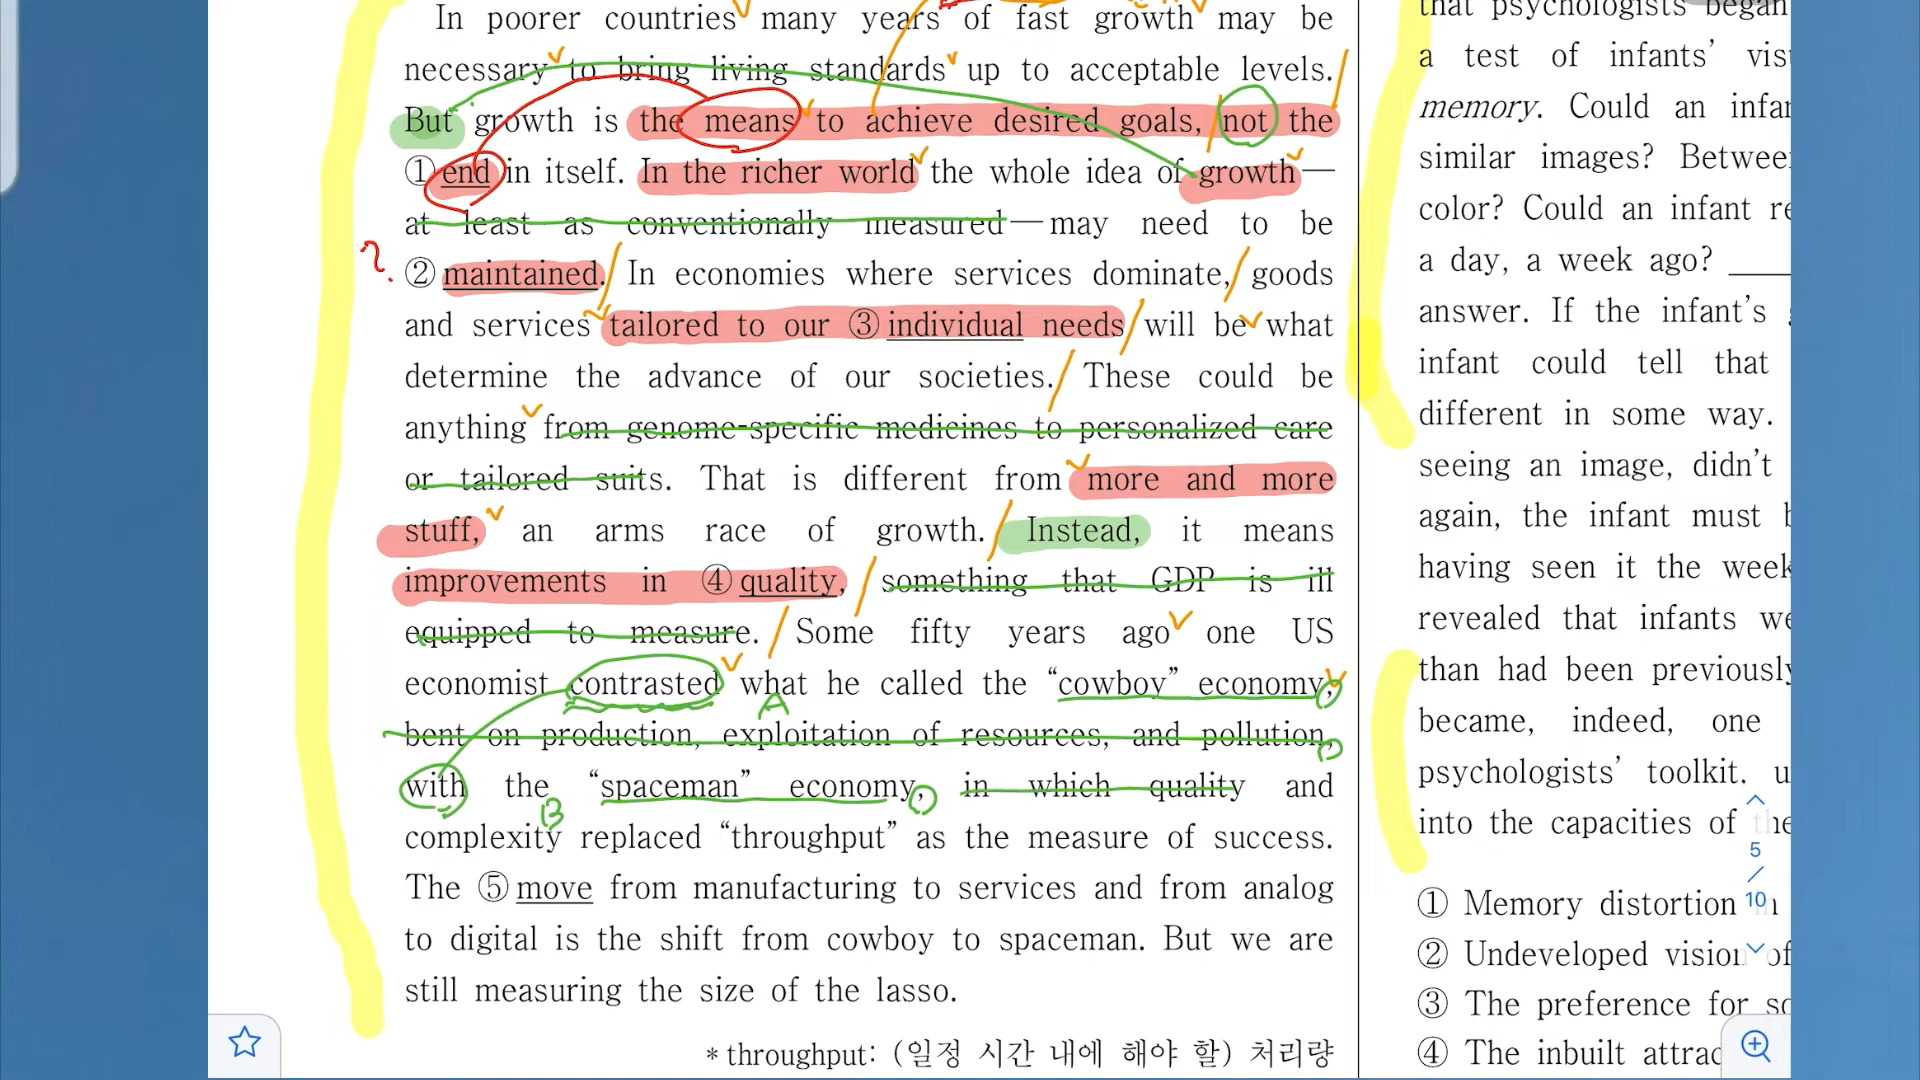 In poorer countries many years of fast growth may be
necessary to bring living standards up to acceptable levels.
But growth is the means to achieve desired goals, not the
① end in itself. In the richer world the whole idea of growth—
at least as conventionally measured—may need to be
? ② maintained. In economies where services dominate, goods
and services tailored to our ③ individual needs will be what
determine the advance of our societies. These could be
anything from genome-specific medicines to personalized care
or tailored suits. That is different from more and more
stuff, an arms race of growth. Instead, it means
improvements in ④ quality, something that GDP is ill
equipped to measure. Some fifty years ago one US
economist contrasted what he called the “cowboy” economy,
A
bent on production, exploitation of resources, and pollution,
with the “spaceman” economy, in which quality and
B
complexity replaced “throughput” as the measure of success.
The ⑤ move from manufacturing to services and from analog
to digital is the shift from cowboy to spaceman. But we are
still measuring the size of the lasso.
* throughput: (일정 시간 내에 해야 할) 처리량
that psychologists began
a test of infants’
memory. Could an
similar images?
color? Could an infant
a day, a week ago?
answer. If the infant’s
infant could tell that
different in some way.
seeing an image, didn’t
again, the infant must
having seen it the week
revealed that infants
than had been previously
became, indeed, one
psychologists’ toolkit.
into the capacities of
5
/
10
① Memory distortion
② Undeveloped vision of
③ The preference for
④ The inbuilt